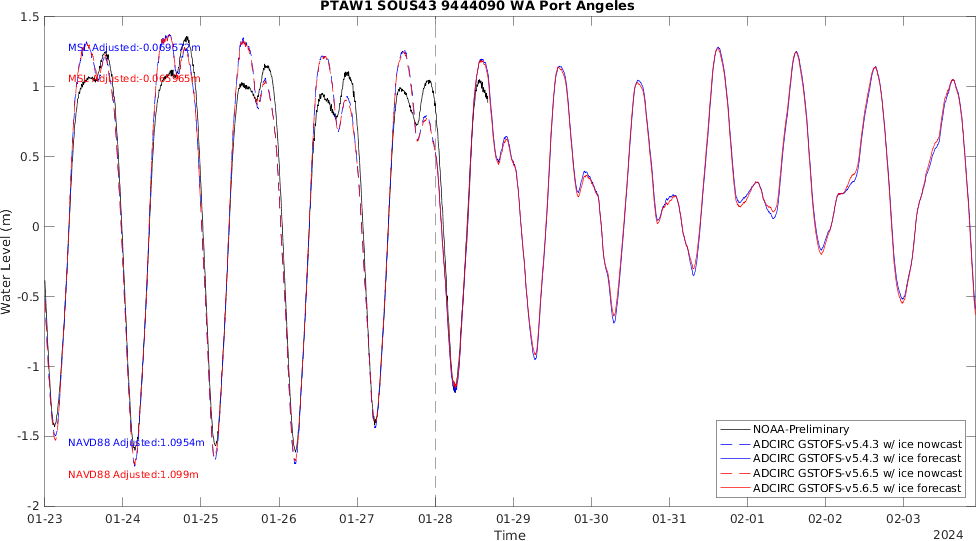 PTAW1 SOUS43 9444090 WA Port Angeles
1.5
MSL Adjusted:-0.069672m
MSL Adjusted:-0.065965m
1
0.5
0
-0.5
-1
-1.5
-2
Water Level (m)
NAVD88 Adjusted:1.0954m
NAVD88 Adjusted:1.099m
NOAA-Preliminary
ADCIRC GSTOFS-v5.4.3 w/ ice nowcast
ADCIRC GSTOFS-v5.4.3 w/ ice forecast
ADCIRC GSTOFS-v5.6.5 w/ ice nowcast
ADCIRC GSTOFS-v5.6.5 w/ ice forecast
01-23 01-24 01-25 01-26 01-27 01-28 01-29 01-30 01-31 02-01 02-02 02-03
Time
2024